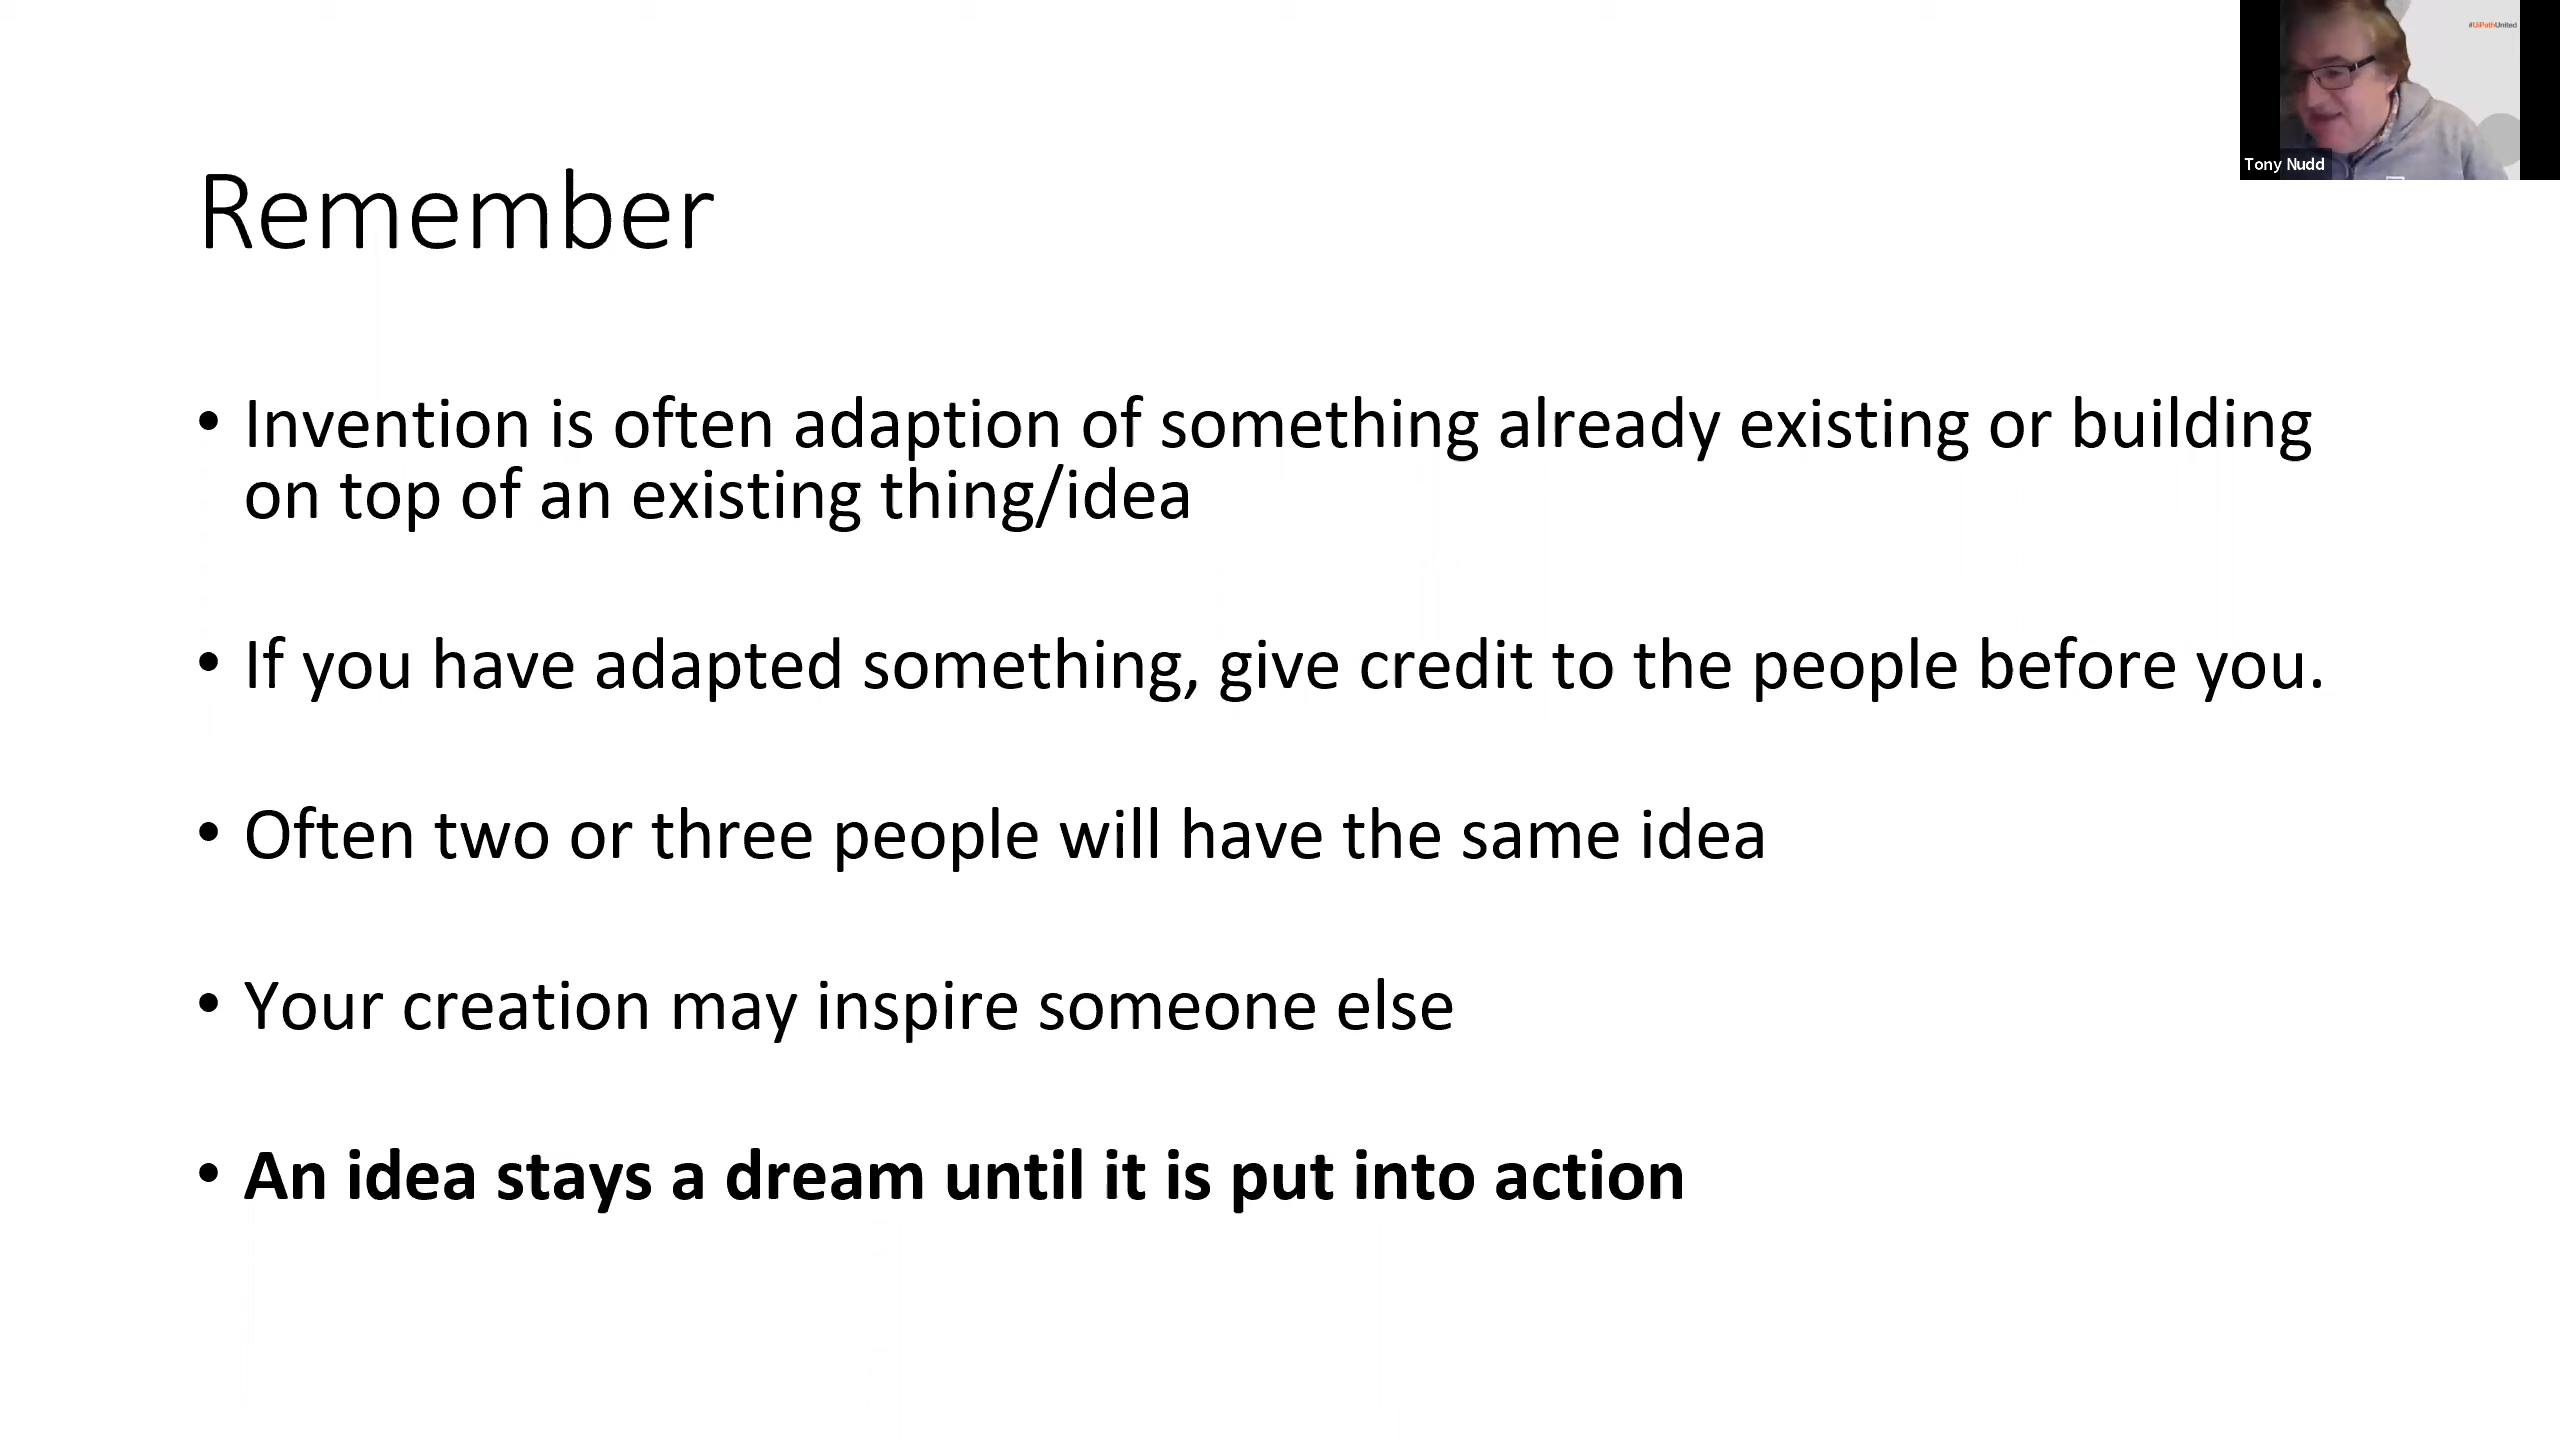 #UiPathUnited
Tony Nudd
Remember
• Invention is often adaption of something already existing or building
on top of an existing thing/idea
• If you have adapted something, give credit to the people before you.
• Often two or three people will have the same idea
• Your creation may inspire someone else
• An idea stays a dream until it is put into action